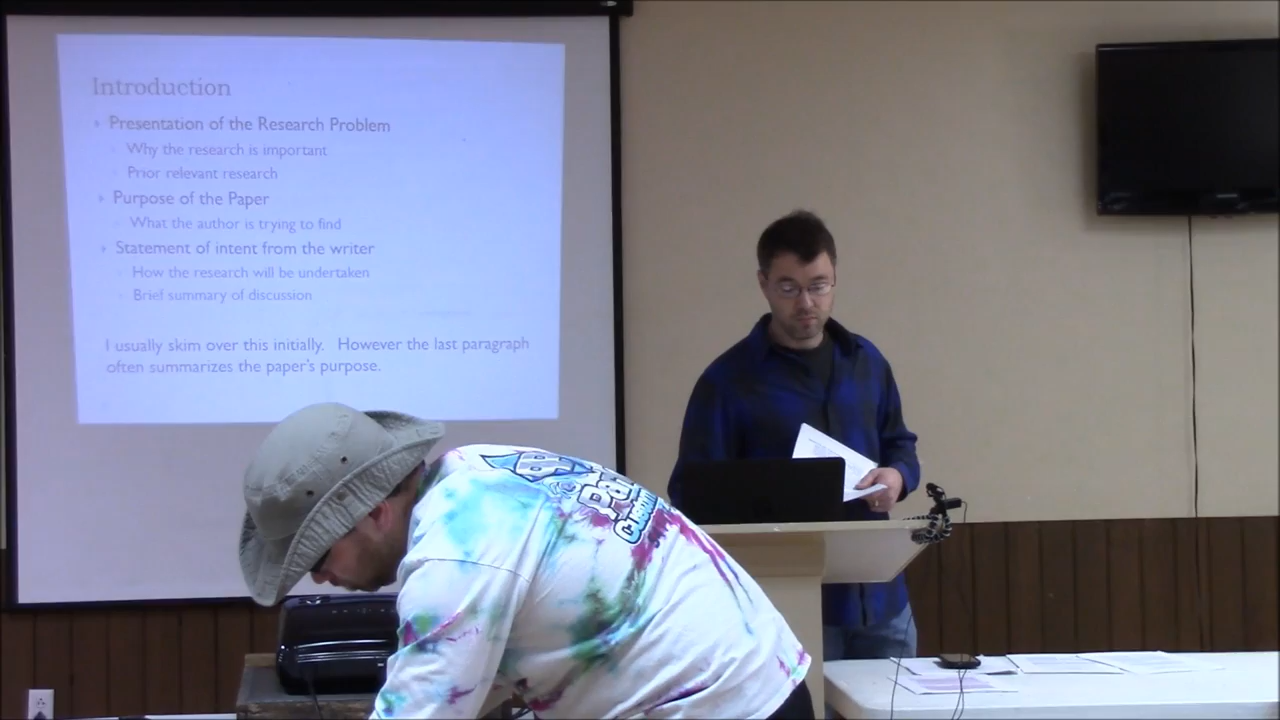 Introduction
Presentation of the Research Problem
Why the research is important
Prior relevant research
Purpose of the Paper
What the author is trying to find
Statement of intent from the writer
How the research will be undertaken
Brief summary of discussion
I usually skim over this initially. However the last paragraph
often summarizes the paper's purpose.